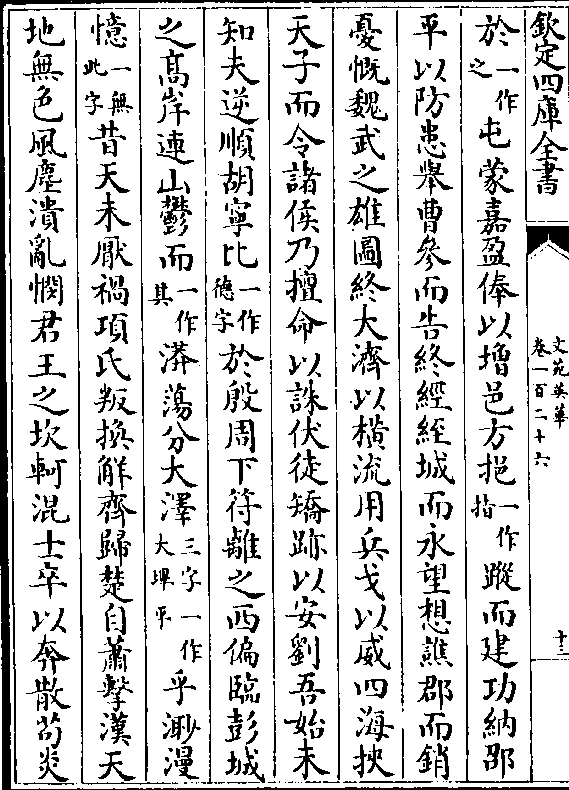 欽定四庫全書
文苑英華
卷一百二十六
十三
於一作之屯蒙嘉盈俸以增邑方挹一作指蹤而建功納邵
平以防患舉曹參而告終經經城而永望想譙郡而銷
憂慨魏武之雄圖終大濟以橫流用兵戈以威四海挾
天子而令諸侯乃擅命以誅伏徒矯跡以安劉吾始未
知夫逆順胡寧比一作德字於殷周下符離之西偏臨彭城
之高岸連山鬱而一作其漭蕩分大澤三字一作大墿平乎渺漫
憶一無此字昔天未厭禍項氏叛換解齊歸楚自蕭擊漢天
地無色風塵潰亂憫君王之坎軻混士卒以奔散茍炎